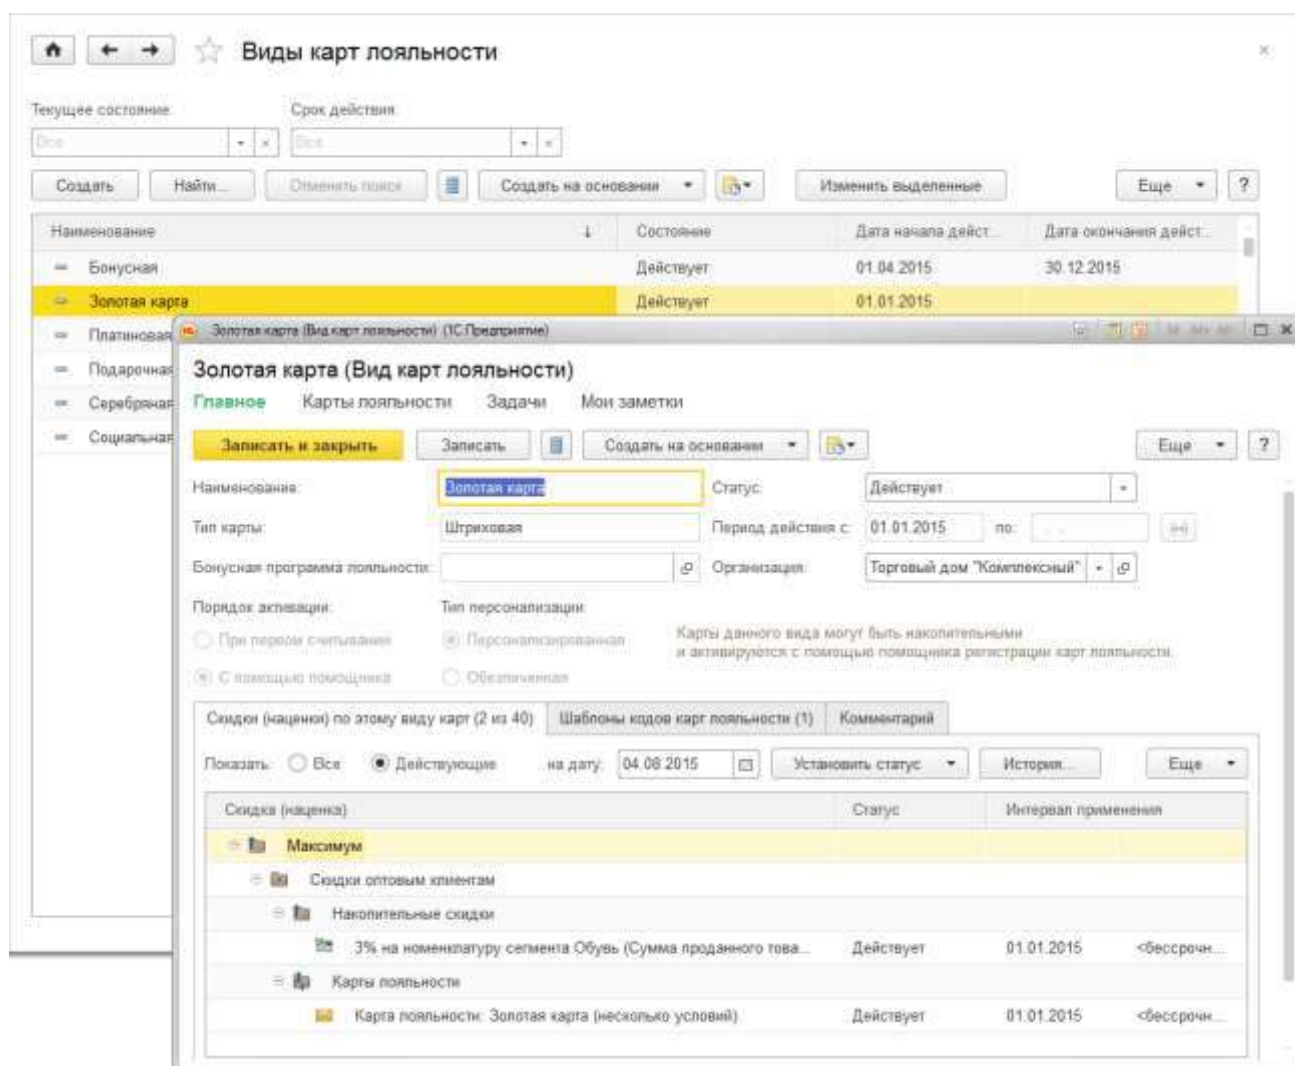 Виды карт лояльности
Текущее состояние: Срок действия:
Все Все
Создать Найти... Отменить поиск Создать на основании Изменить выделенные Еще ?
Наименование ↓ Состояние Дата начала дейст... Дата окончания дейст...
Бонусная Действует 01.04.2015 30.12.2015
Золотая карта Действует 01.01.2015
Платиновая
Подарочная
Серебряная
Социальная
Золотая карта (Вид карт лояльности) (1С:Предприятие)
Золотая карта (Вид карт лояльности)
Главное Карты лояльности Задачи Мои заметки
Записать и закрыть Записать Создать на основании Еще ?
Наименование: Золотая карта Статус: Действует
Тип карты: Штриховая Период действия с: 01.01.2015 по: . .
Бонусная программа лояльности: Организация: Торговый дом "Комплексный"
Порядок активации: Тип персонализации:
При первом считывании Персонализированная Карты данного вида могут быть накопительными
и активируются с помощью помощника регистрации карт лояльности.
С помощью помощника Обезличенная
Скидки (наценки) по этому виду карт (2 из 40) Шаблоны кодов карт лояльности (1) Комментарий
Показать: Все Действующие на дату: 04.08.2015 Установить статус История... Еще
Скидка (наценка) Статус Интервал применения
Максимум
Скидки оптовым клиентам
Накопительные скидки
3% на номенклатуру сегмента Обувь (Сумма проданного това... Действует 01.01.2015 <бессрочн...
Карты лояльности
Карта лояльности: Золотая карта (несколько условий) Действует 01.01.2015 <бессрочн...